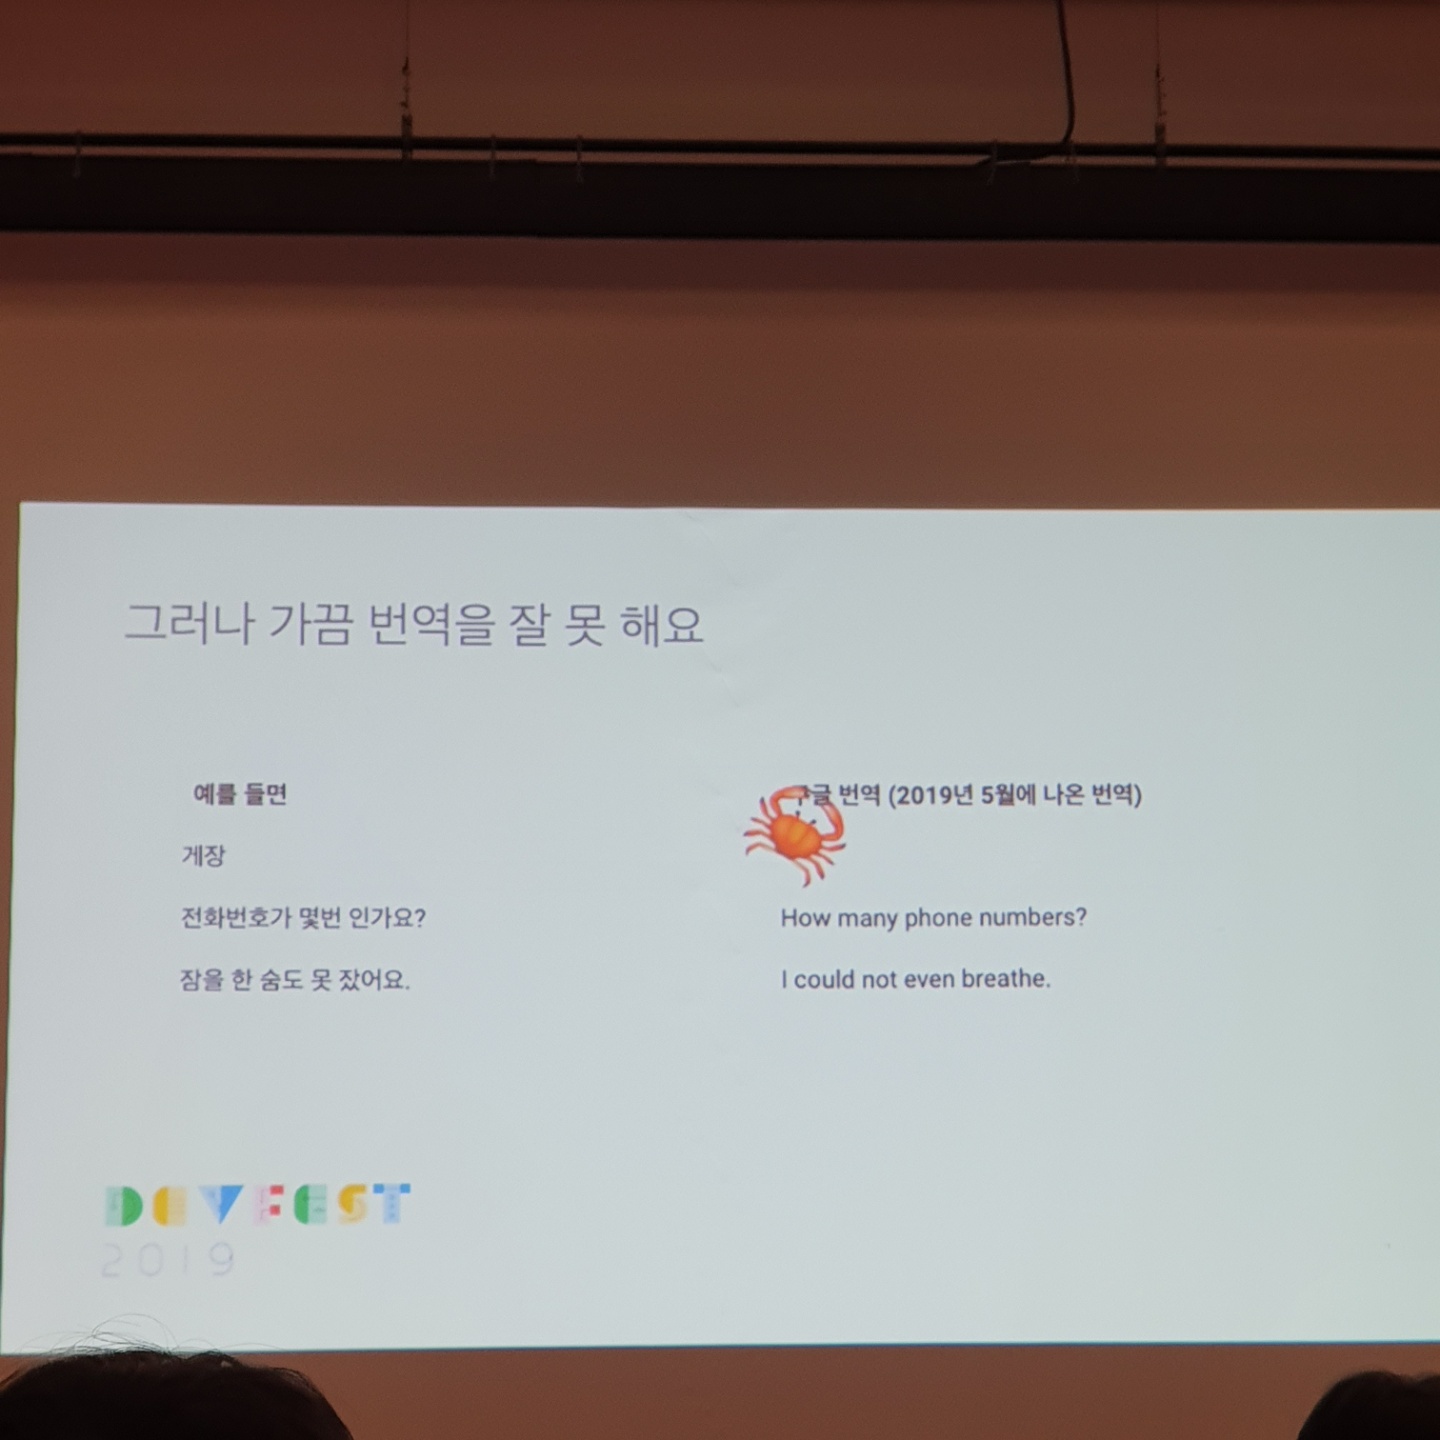 그러나 가끔 번역을 잘 못 해요
예를 들면
번역 (2019년 5월에 나온 번역)
게장
전화번호가 몇번 인가요?
How many phone numbers?
잠을 한 숨도 못 잤어요.
I could not even breathe.
DEVFEST
2019